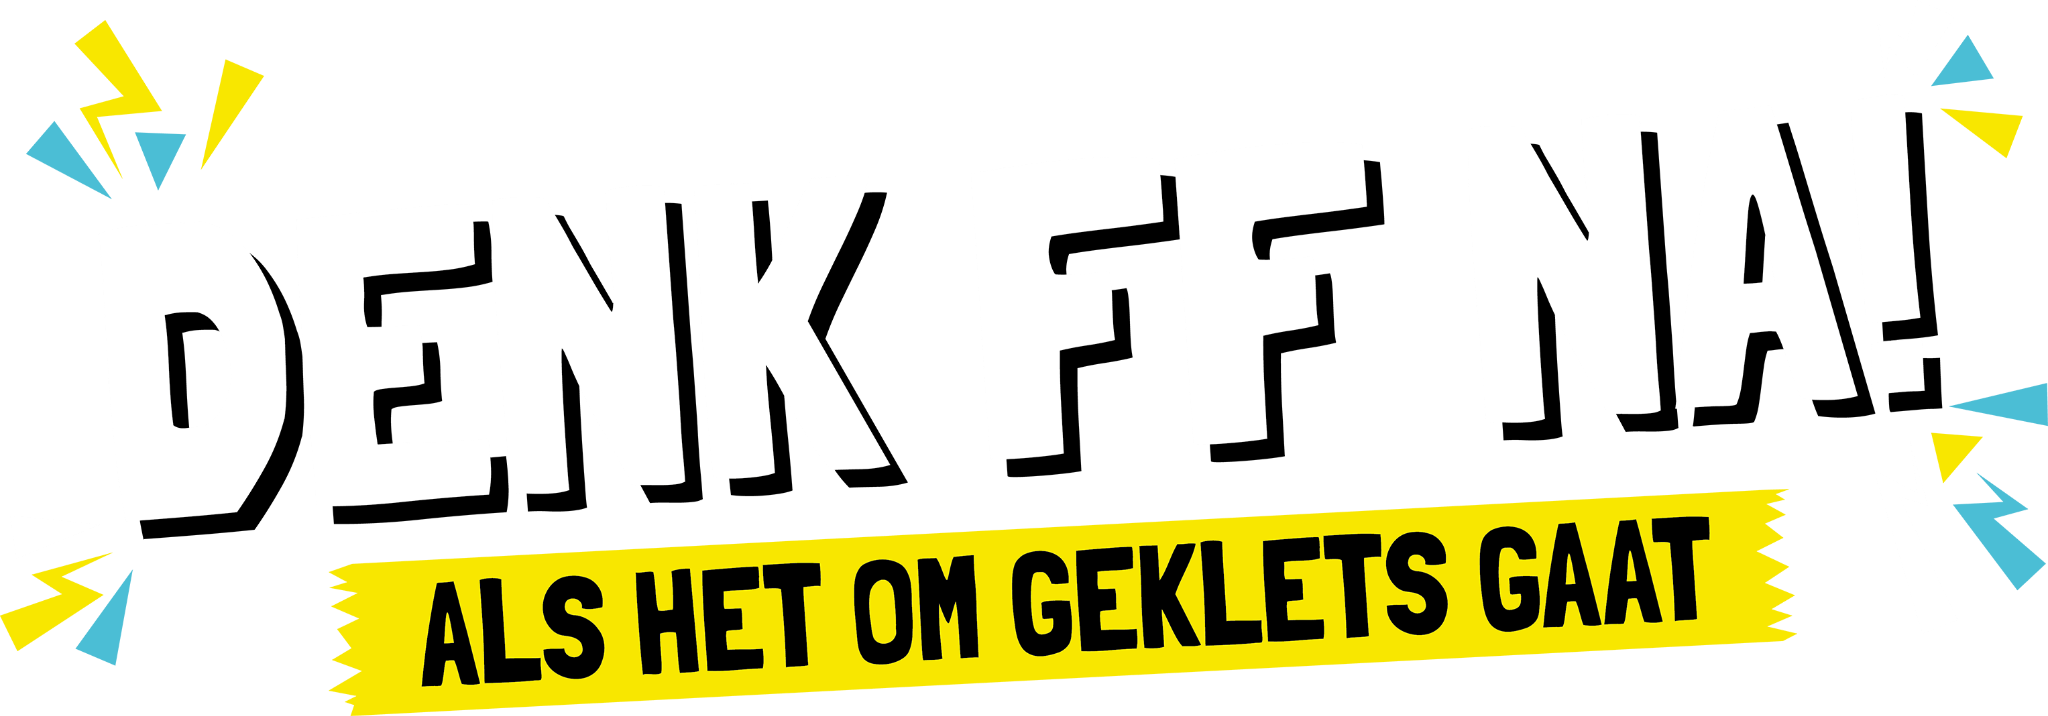 DENK FF NA!
ALS HET OM GEKLETS GAAT